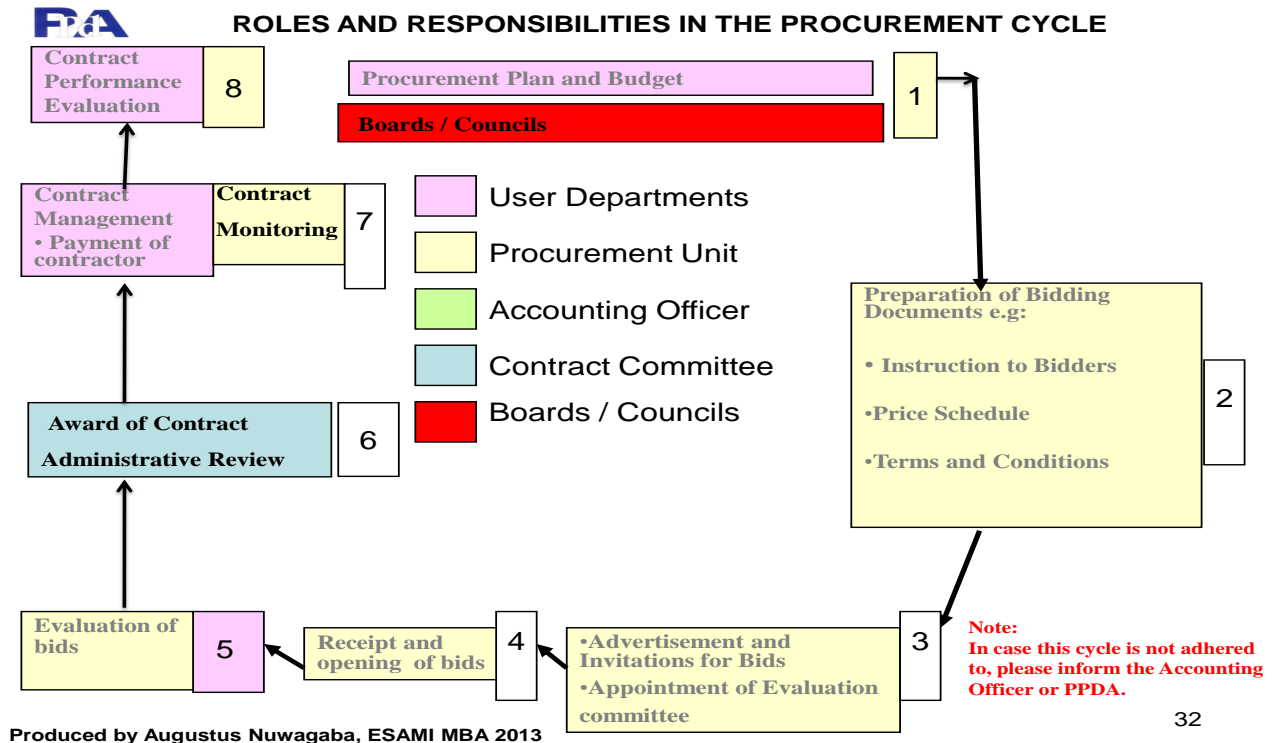 PPDA
ROLES AND RESPONSIBILITIES IN THE PROCUREMENT CYCLE
Contract
Performance
Evaluation
8
Procurement Plan and Budget
Boards / Councils
1
Contract
Management
• Payment of
contractor
Contract
Monitoring
7
User Departments
Procurement Unit
Accounting Officer
Contract Committee
Boards / Councils
Preparation of Bidding
Documents e.g:
• Instruction to Bidders
•Price Schedule
•Terms and Conditions
2
Award of Contract
Administrative Review
6
Evaluation of
bids
5
Receipt and
opening of bids
4
•Advertisement and
Invitations for Bids
•Appointment of Evaluation
committee
3
Note:
In case this cycle is not adhered
to, please inform the Accounting
Officer or PPDA.
32
Produced by Augustus Nuwagaba, ESAMI MBA 2013